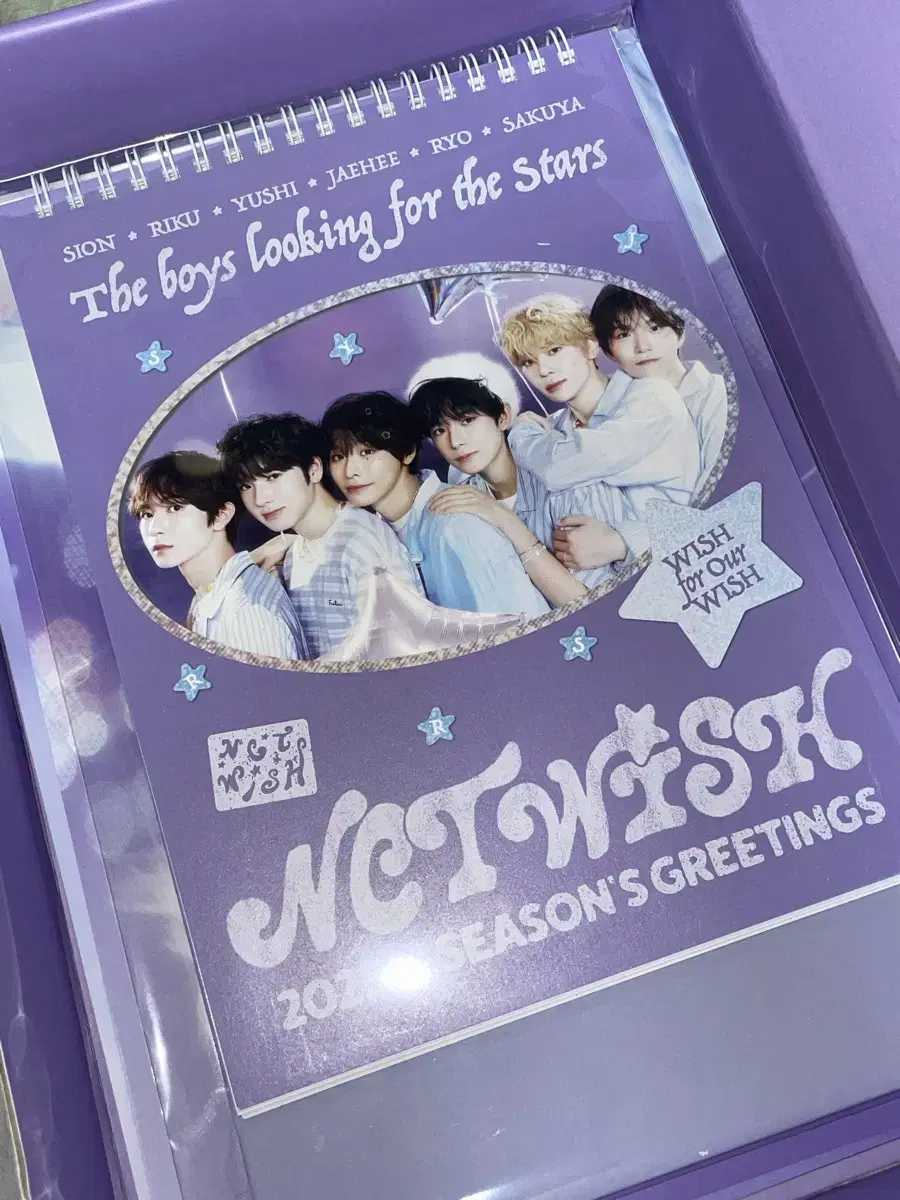 SION ★ RIKU ★ YUSHI ★ JAEHEE ★ RYO ★ SAKUYA
The boys looking for the Stars
J
S
Y
WISH
for Our
WISH
R
S
R
NCT
WISH
NCT WISH
SEASON'S GREETINGS